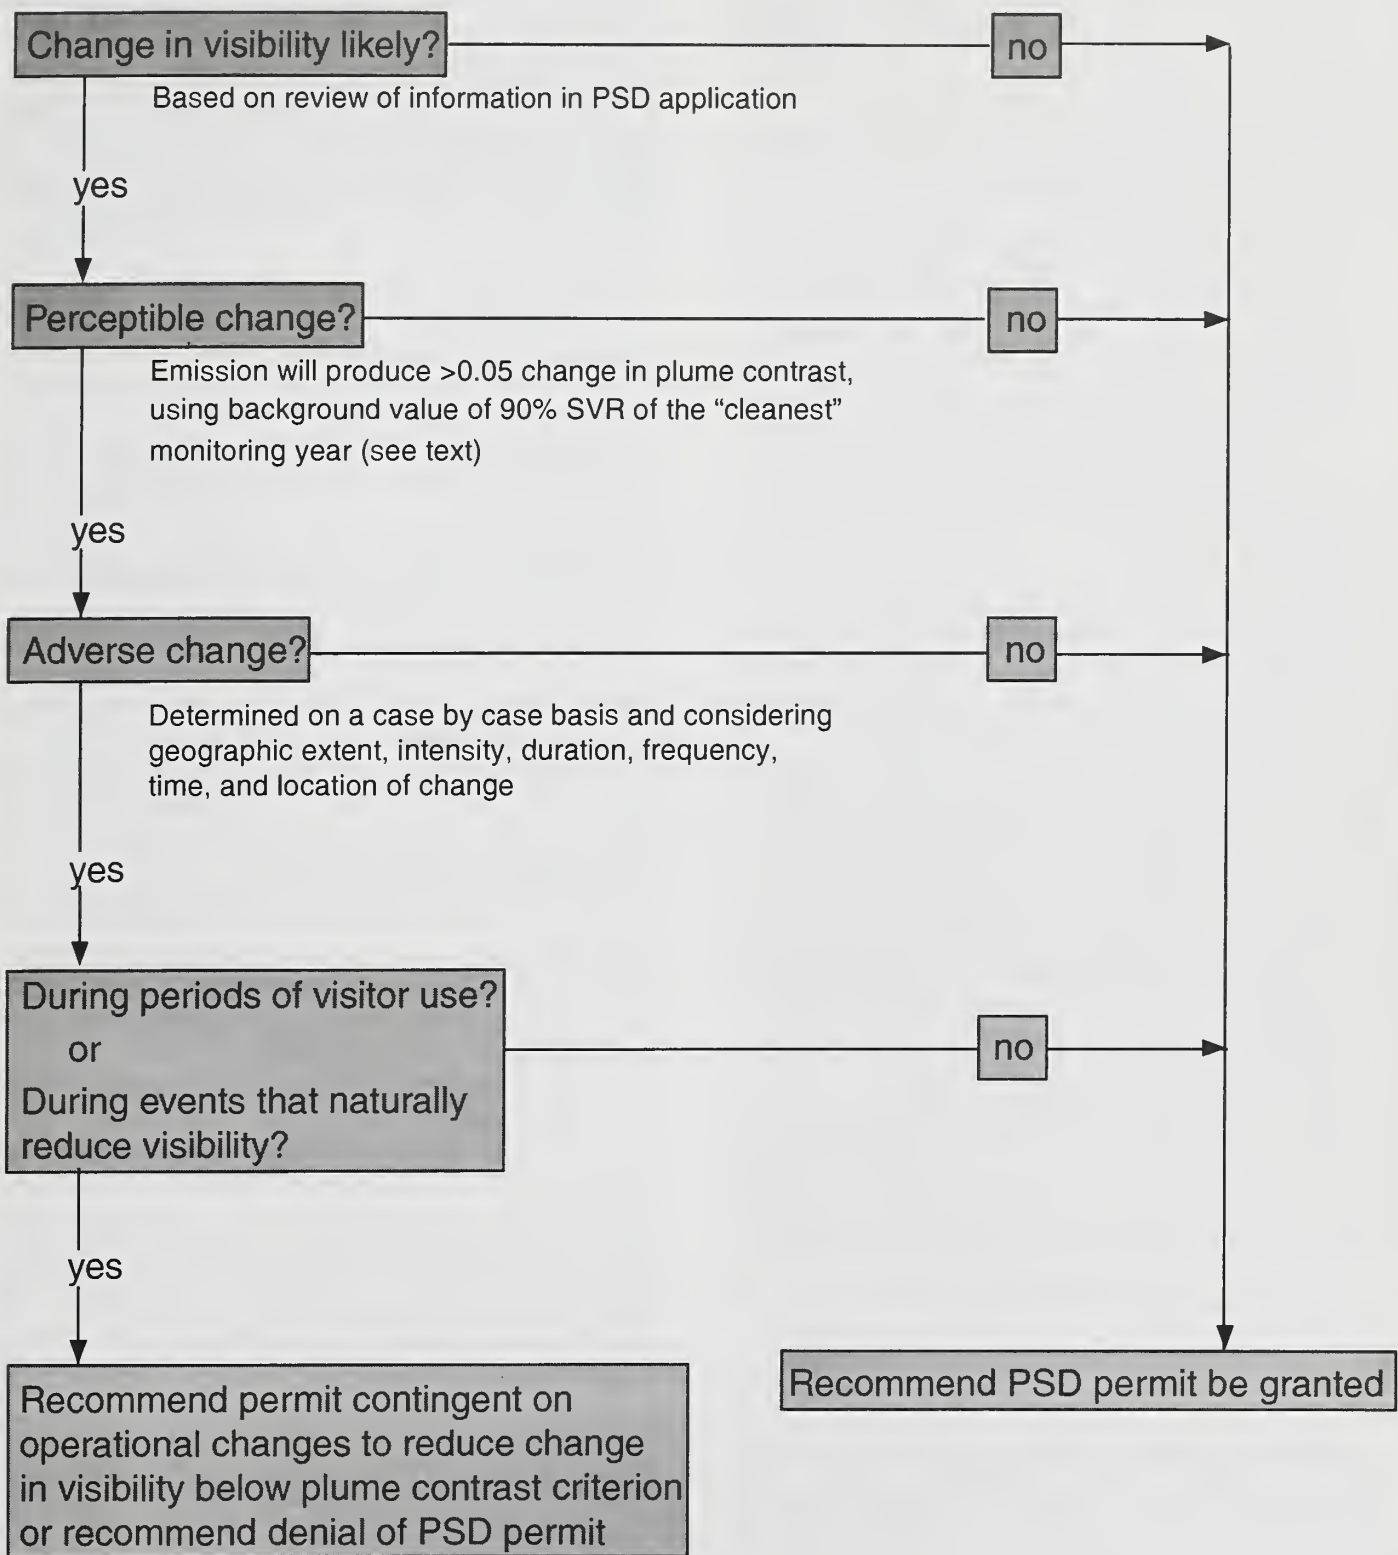 Change in visibility likely?
no
Based on review of information in PSD application
yes
Perceptible change?
no
Emission will produce >0.05 change in plume contrast,
using background value of 90% SVR of the “cleanest”
monitoring year (see text)
yes
Adverse change?
no
Determined on a case by case basis and considering
geographic extent, intensity, duration, frequency,
time, and location of change
yes
During periods of visitor use?
or
During events that naturally
reduce visibility?
no
yes
Recommend permit contingent on
operational changes to reduce change
in visibility below plume contrast criterion
or recommend denial of PSD permit
Recommend PSD permit be granted